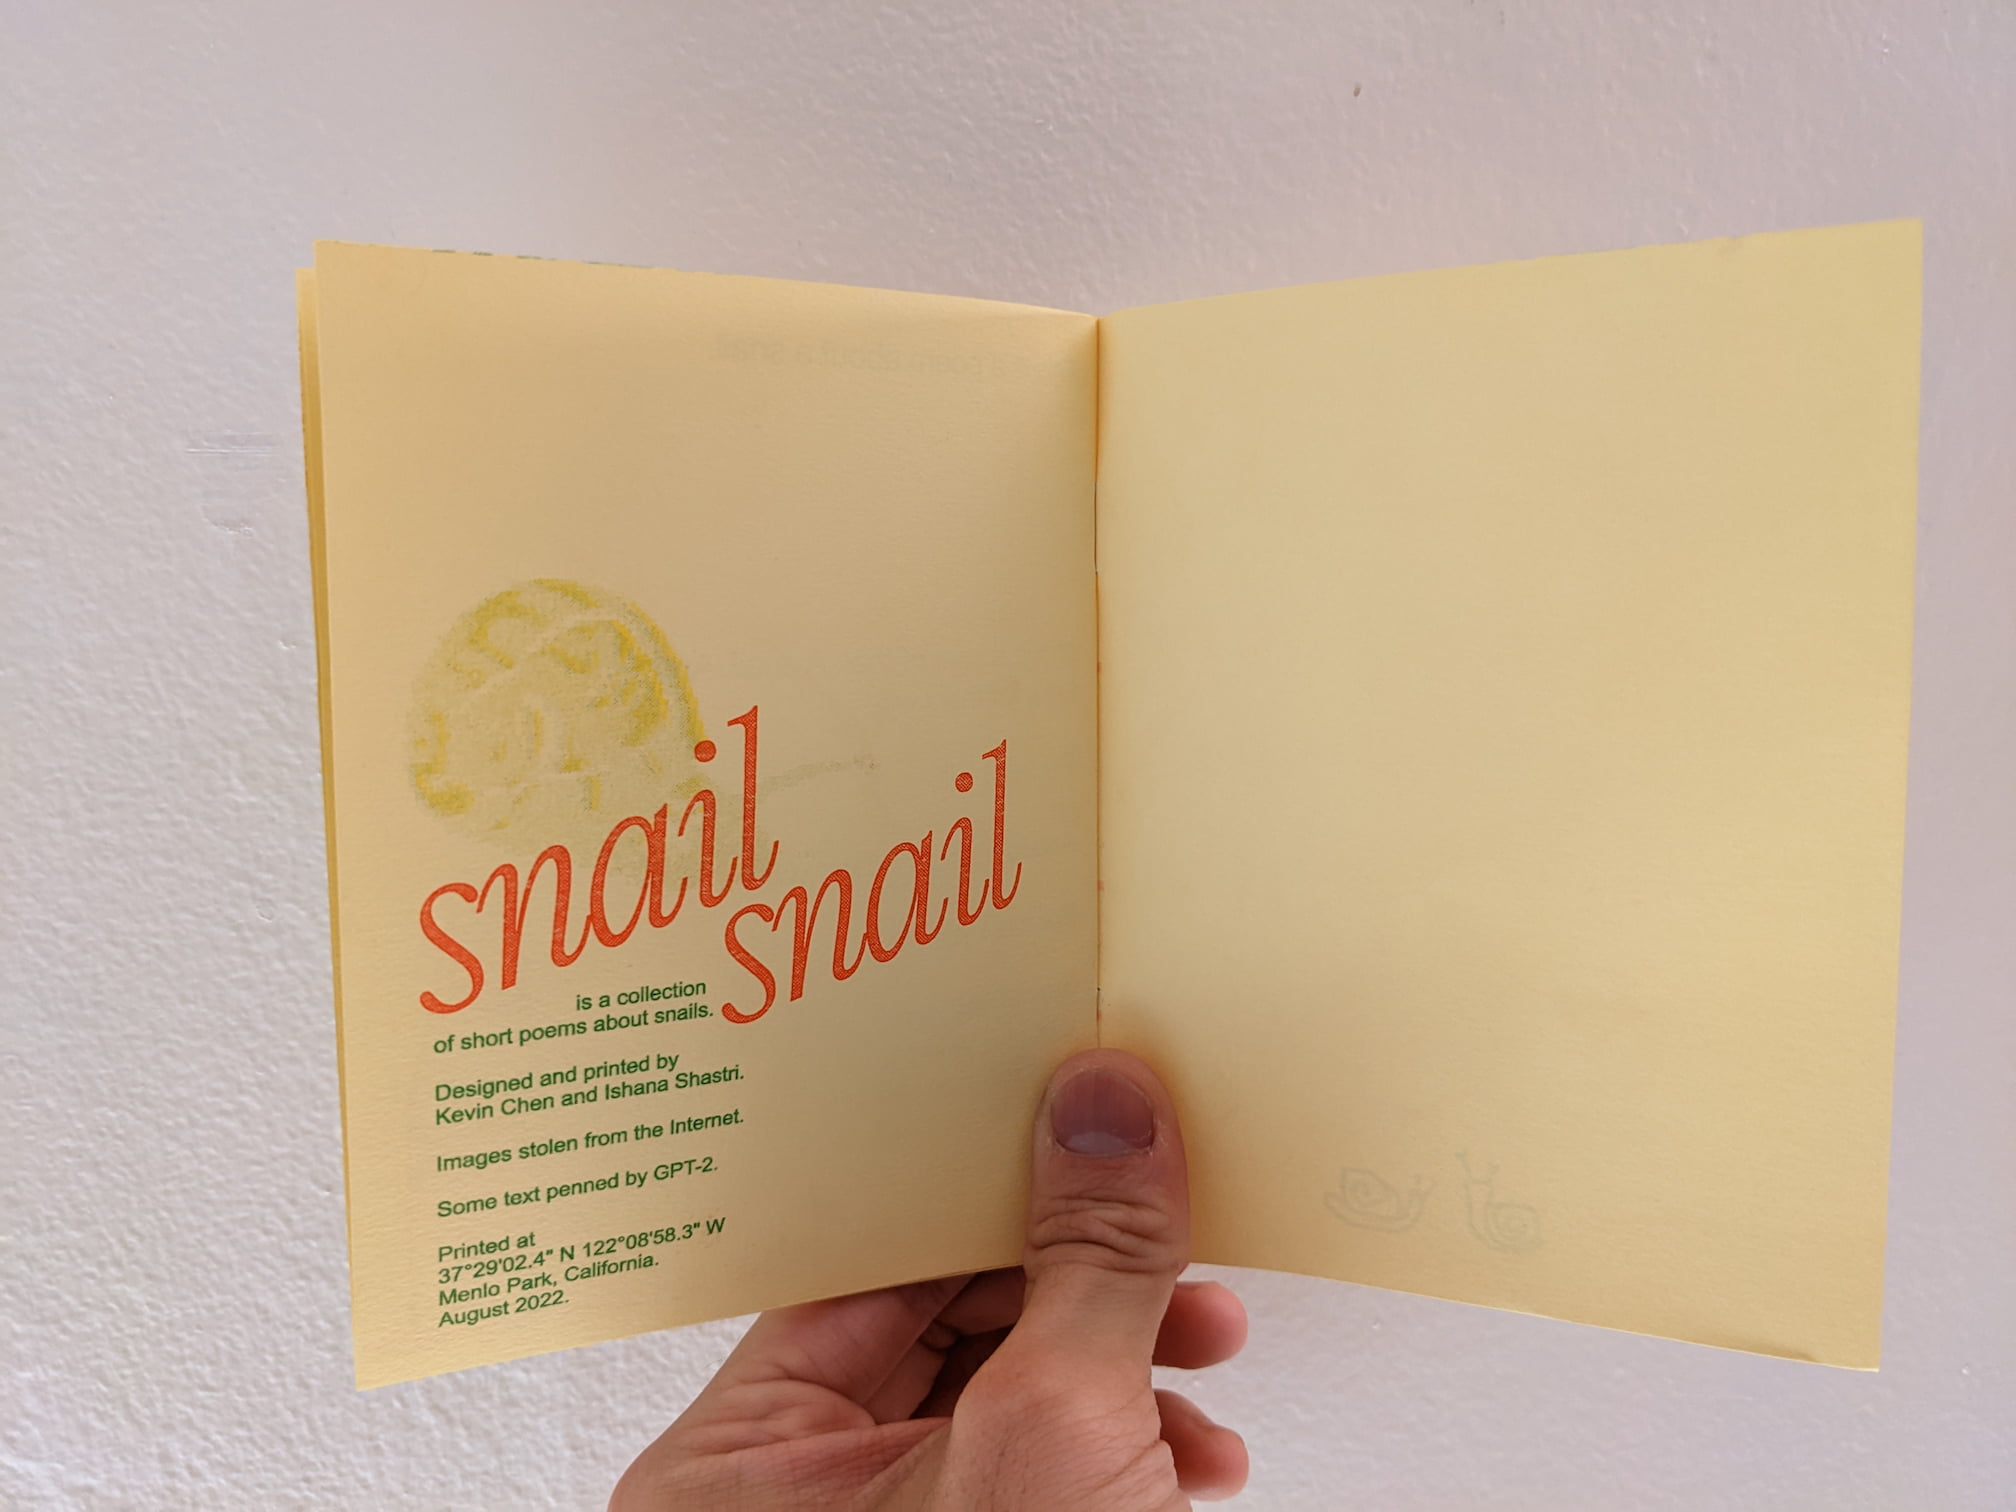 snail
snail
is a collection
of short poems about snails.
Designed and printed by
Kevin Chen and Ishana Shastri.
Images stolen from the Internet.
Some text penned by GPT-2.
Printed at
37°29'02.4" N 122°08'58.3" W
Menlo Park, California.
August 2022.